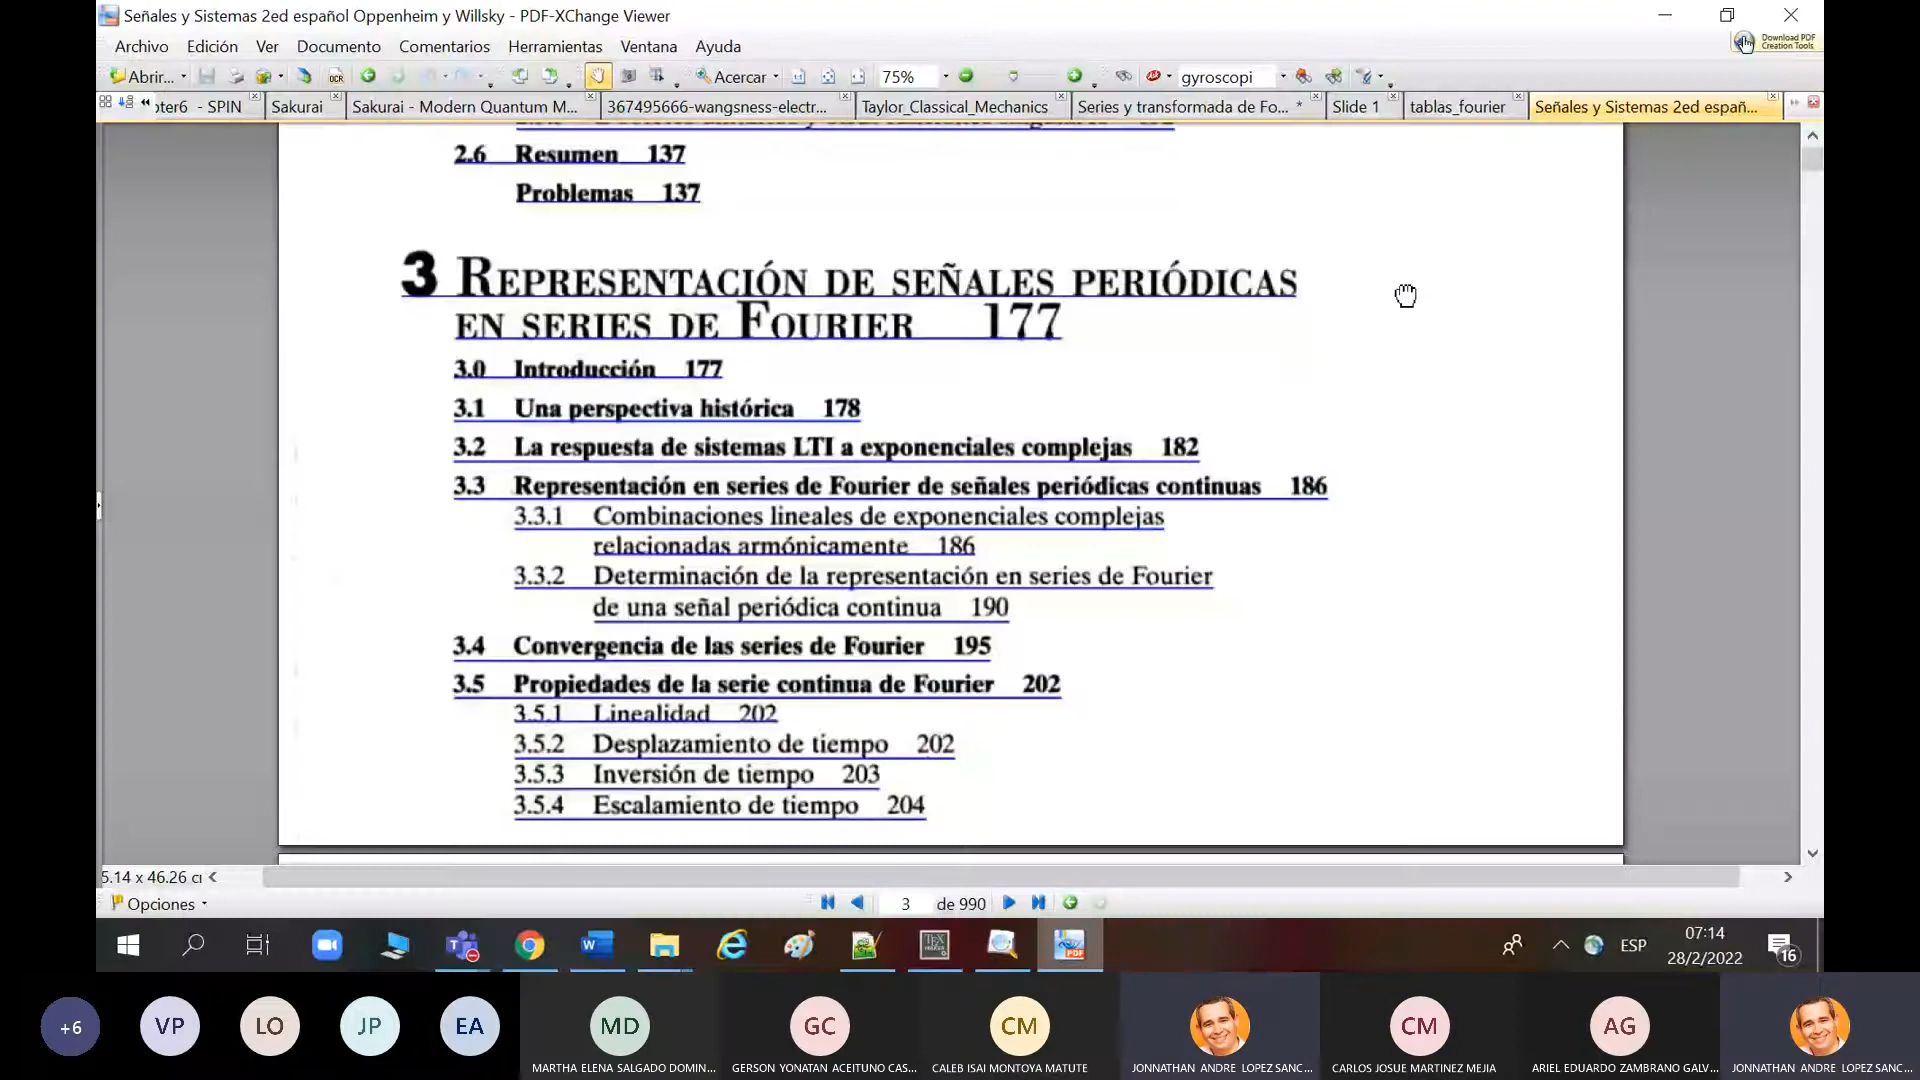 Señales y Sistemas 2ed español Oppenheim y Willsky - PDF-XChange Viewer
Archivo Edición Ver Documento Comentarios Herramientas Ventana Ayuda
Download PDF
Creation Tools
Abrir... OCR Acercar 75% gyroscopi
oter6 - SPIN Sakurai Sakurai - Modern Quantum M... 367495666-wangsness-electr... Taylor_Classical_Mechanics Series y transformada de Fo... * Slide 1 tablas_fourier Señales y Sistemas 2ed españ...
2.6 Resumen 137
Problemas 137
3 REPRESENTACIÓN DE SEÑALES PERIÓDICAS
EN SERIES DE FOURIER 177
3.0 Introducción 177
3.1 Una perspectiva histórica 178
3.2 La respuesta de sistemas LTI a exponenciales complejas 182
3.3 Representación en series de Fourier de señales periódicas continuas 186
3.3.1 Combinaciones lineales de exponenciales complejas
relacionadas armónicamente 186
3.3.2 Determinación de la representación en series de Fourier
de una señal periódica continua 190
3.4 Convergencia de las series de Fourier 195
3.5 Propiedades de la serie continua de Fourier 202
3.5.1 Linealidad 202
3.5.2 Desplazamiento de tiempo 202
3.5.3 Inversión de tiempo 203
3.5.4 Escalamiento de tiempo 204
5.14 x 46.26 cı
Opciones 3 de 990
ESP 07:14
28/2/2022
16
+6 VP LO JP EA MD GC CM CM AG
MARTHA ELENA SALGADO DOMIN... GERSON YONATAN ACEITUNO CAS... CALEB ISAI MONTOYA MATUTE JONNATHAN ANDRE LOPEZ SANC... CARLOS JOSUE MARTINEZ MEJIA ARIEL EDUARDO ZAMBRANO GALV... JONNATHAN ANDRE LOPEZ SANC...